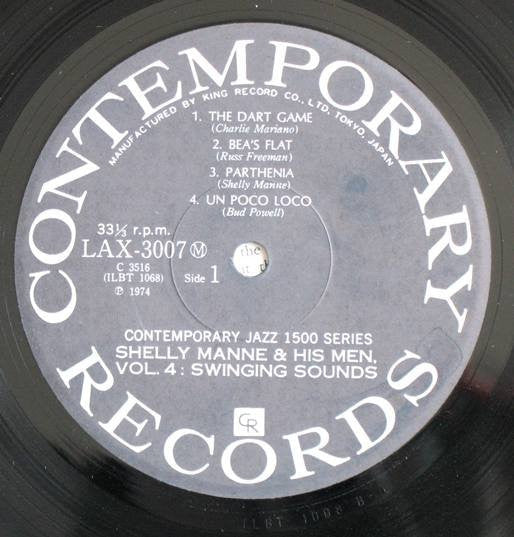 CONTEMPORARY
MANUFACTURED BY KING RECORD CO., LTD. TOKYO, JAPAN
1. THE DART GAME
(Charlie Mariano)
2. BEA'S FLAT
(Russ Freeman)
3. PARTHENIA
(Shelly Manne)
4. UN POCO LOCO
(Bud Powell)
33⅓ r.p.m.
LAX-3007 Ⓜ
C 3516
(ILBT 1068)
℗ 1974
Side 1
the
CONTEMPORARY JAZZ 1500 SERIES
SHELLY MANNE & HIS MEN,
VOL. 4 : SWINGING SOUNDS
CR
RECORDS